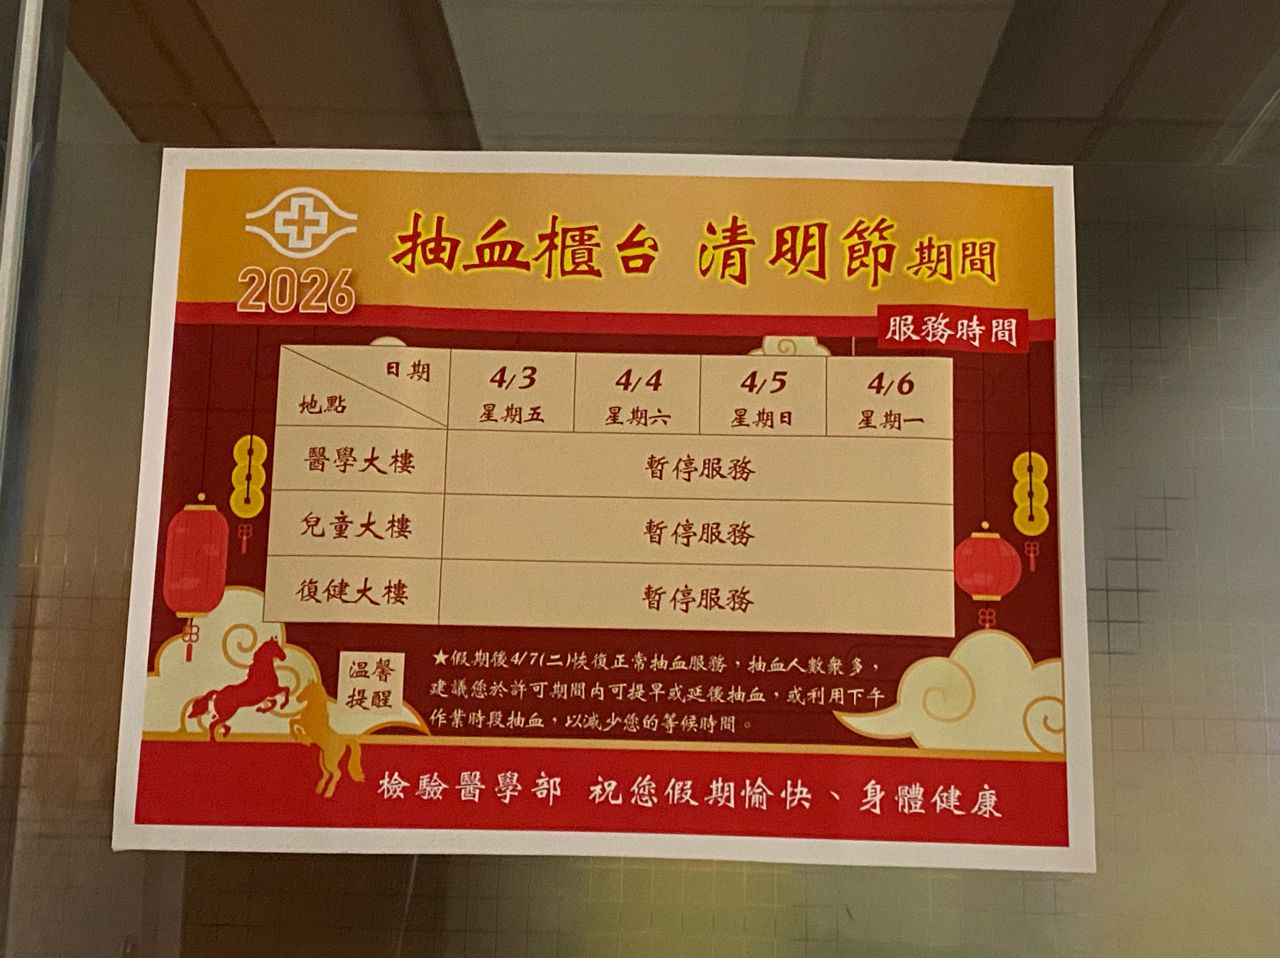 2026
抽血櫃台 清明節期間
服務時間
日期
地點
4/3
星期五
4/4
星期六
4/5
星期日
4/6
星期一
醫學大樓
暫停服務
兒童大樓
暫停服務
復健大樓
暫停服務
溫馨
提醒
★假期後4/7(二)恢復正常抽血服務，抽血人數眾多，
建議您於許可期間內可提早或延後抽血，或利用下午
作業時段抽血，以減少您的等候時間。
檢驗醫學部 祝您假期愉快、身體健康